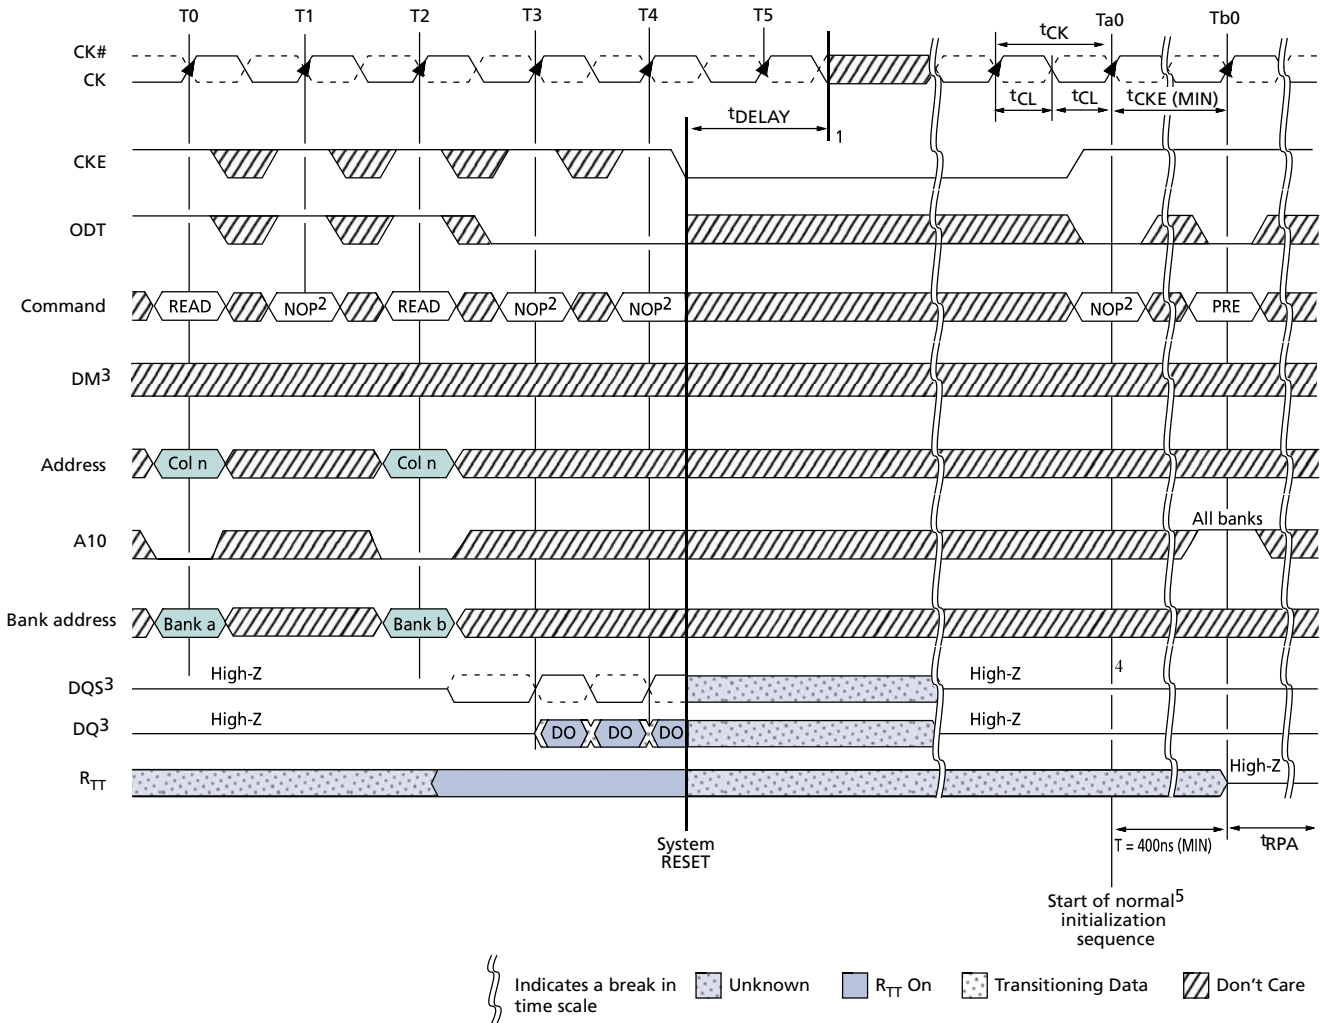 T0 T1 T2 T3 T4 T5 Ta0 Tb0
CK#
CK
tCK
tCL tCL tCKE (MIN)
tDELAY
1
CKE
ODT
Command READ NOP2 READ NOP2 NOP2 NOP2 PRE
DM3
Address Col n Col n
A10 All banks
Bank address Bank a Bank b
DQS3 High-Z High-Z 4
DQ3 High-Z DO DO DO High-Z
RTT High-Z
System
RESET
T = 400ns (MIN) tRPA
Start of normal5
initialization
sequence
Indicates a break in
time scale
Unknown
RTT On
Transitioning Data
Don't Care